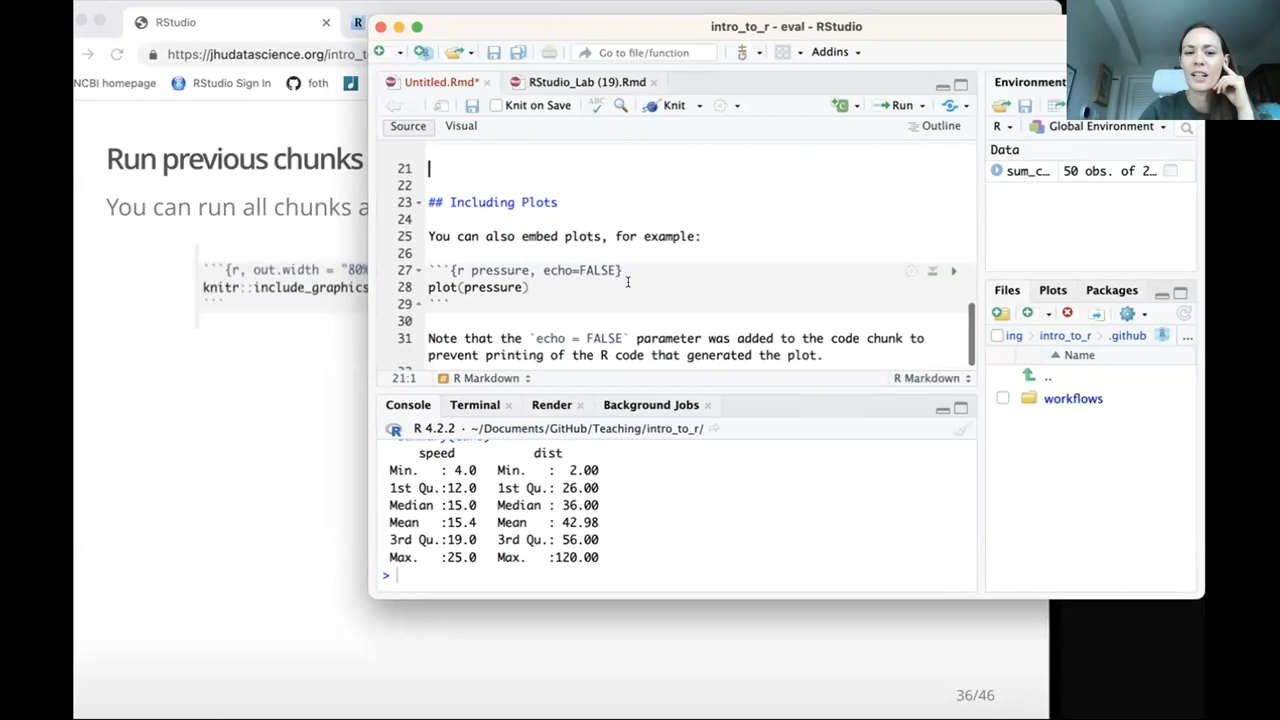 RStudio
https://jhudatascience.org/intro_t
NCBI homepage
RStudio Sign In
foth
Run previous chunks
You can run all chunks a
```{r, out.width = "80%
knitr::include_graphics
```
36/46
intro_to_r - eval - RStudio
Go to file/function
Addins
Untitled.Rmd*
RStudio_Lab (19).Rmd
Knit on Save
ABC
Knit
Run
Source
Visual
Outline
21
22
23 ## Including Plots
24
25 You can also embed plots, for example:
26
27 ```{r pressure, echo=FALSE}
28 plot(pressure)
29 ```
30
31 Note that the `echo = FALSE` parameter was added to the code chunk to
prevent printing of the R code that generated the plot.
21:1
R Markdown
R Markdown
Console
Terminal
Render
Background Jobs
R 4.2.2 · ~/Documents/GitHub/Teaching/intro_to_r/
speed dist
Min. : 4.0 Min. : 2.00
1st Qu.:12.0 1st Qu.: 26.00
Median :15.0 Median : 36.00
Mean :15.4 Mean : 42.98
3rd Qu.:19.0 3rd Qu.: 56.00
Max. :25.0 Max. :120.00
>
Environm
R
Global Environment
Data
sum_c… 50 obs. of 2…
Files
Plots
Packages
ing
intro_to_r
.github
...
Name
..
workflows